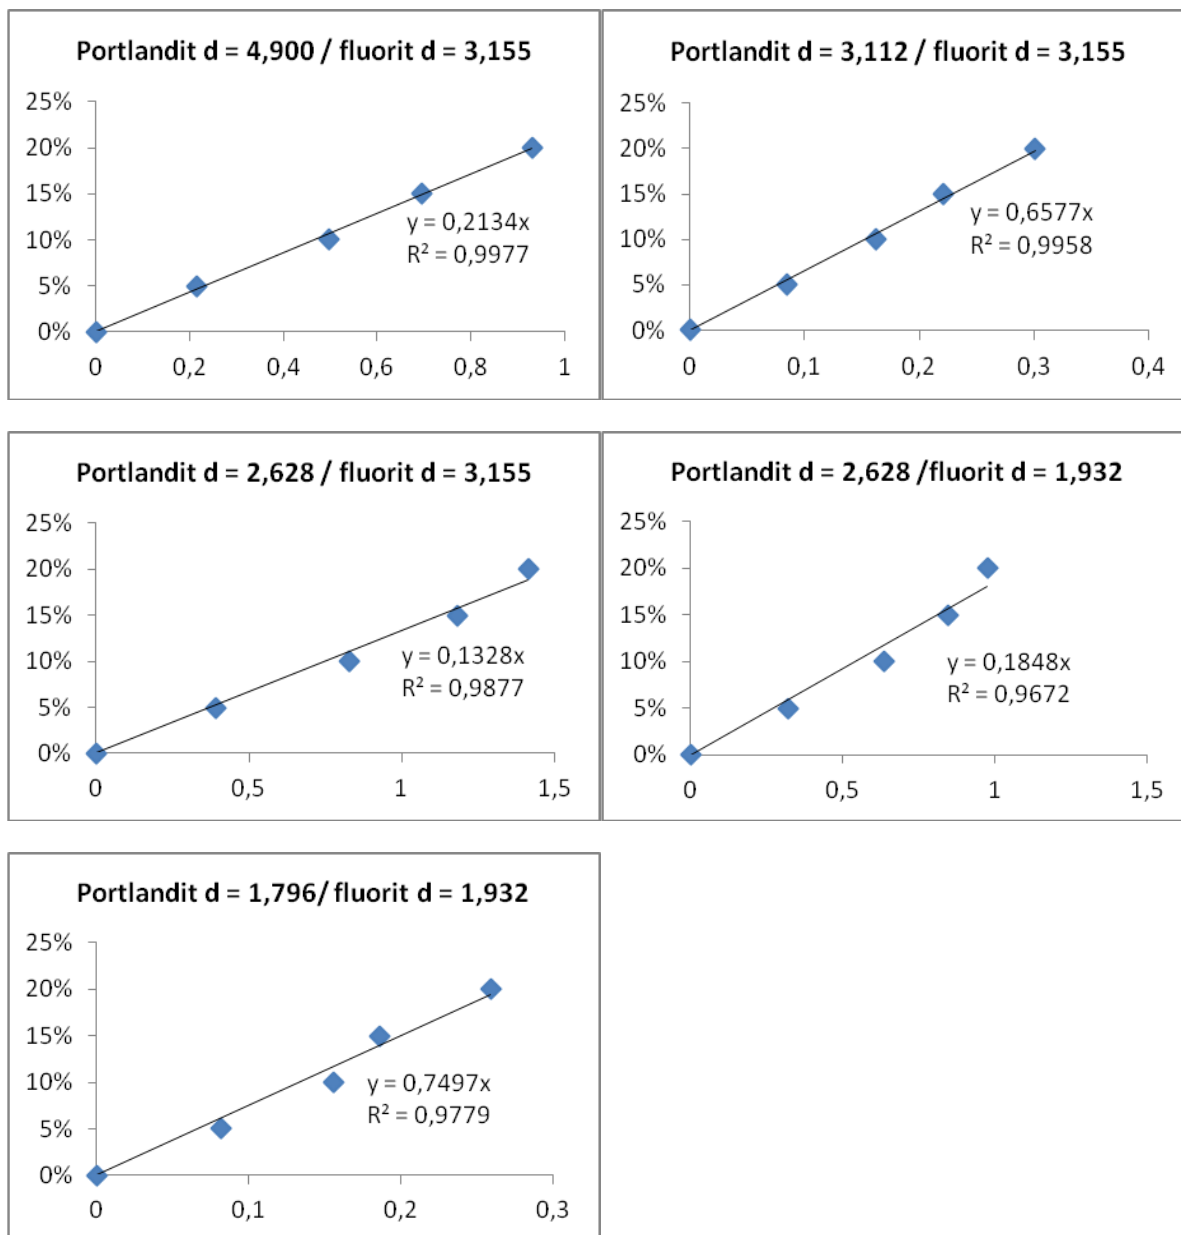 Portlandit d = 4,900 / fluorit d = 3,155
25%
20%
15%
10%
5%
0%
y = 0,2134x
R² = 0,9977
0 0,2 0,4 0,6 0,8 1
Portlandit d = 3,112 / fluorit d = 3,155
25%
20%
15%
10%
5%
0%
y = 0,6577x
R² = 0,9958
0 0,1 0,2 0,3 0,4
Portlandit d = 2,628 / fluorit d = 3,155
25%
20%
15%
10%
5%
0%
y = 0,1328x
R² = 0,9877
0 0,5 1 1,5
Portlandit d = 2,628 /fluorit d = 1,932
25%
20%
15%
10%
5%
0%
y = 0,1848x
R² = 0,9672
0 0,5 1 1,5
Portlandit d = 1,796/ fluorit d = 1,932
25%
20%
15%
10%
5%
0%
y = 0,7497x
R² = 0,9779
0 0,1 0,2 0,3